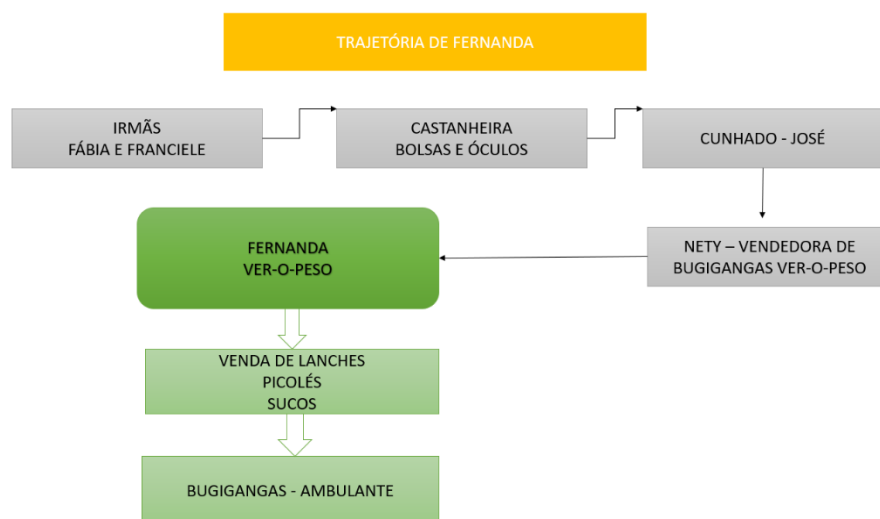 TRAJETÓRIA DE FERNANDA
IRMÃS
FÁBIA E FRANCIELE
CASTANHEIRA
BOLSAS E ÓCULOS
CUNHADO - JOSÉ
NETY – VENDEDORA DE
BUGIGANGAS VER-O-PESO
FERNANDA
VER-O-PESO
VENDA DE LANCHES
PICOLÉS
SUCOS
BUGIGANGAS - AMBULANTE